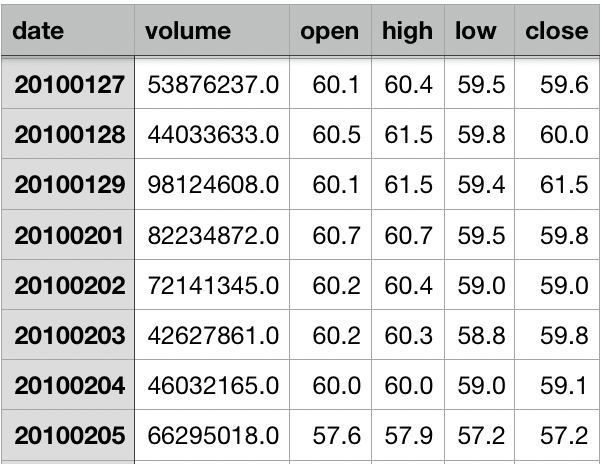 date volume open high low close
20100127 53876237.0 60.1 60.4 59.5 59.6
20100128 44033633.0 60.5 61.5 59.8 60.0
20100129 98124608.0 60.1 61.5 59.4 61.5
20100201 82234872.0 60.7 60.7 59.5 59.8
20100202 72141345.0 60.2 60.4 59.0 59.0
20100203 42627861.0 60.2 60.3 58.8 59.8
20100204 46032165.0 60.0 60.0 59.0 59.1
20100205 66295018.0 57.6 57.9 57.2 57.2